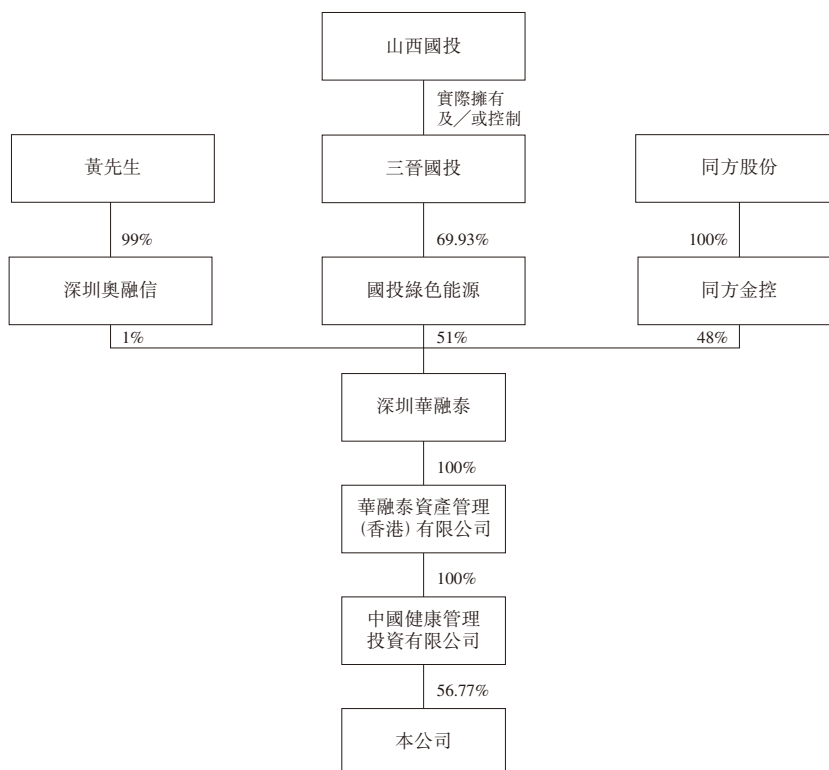 山西國投
實際擁有
及／或控制
黃先生
三晉國投
同方股份
99%
69.93%
100%
深圳奧融信
國投綠色能源
同方金控
1%
51%
48%
深圳華融泰
100%
華融泰資產管理
(香港) 有限公司
100%
中國健康管理
投資有限公司
56.77%
本公司